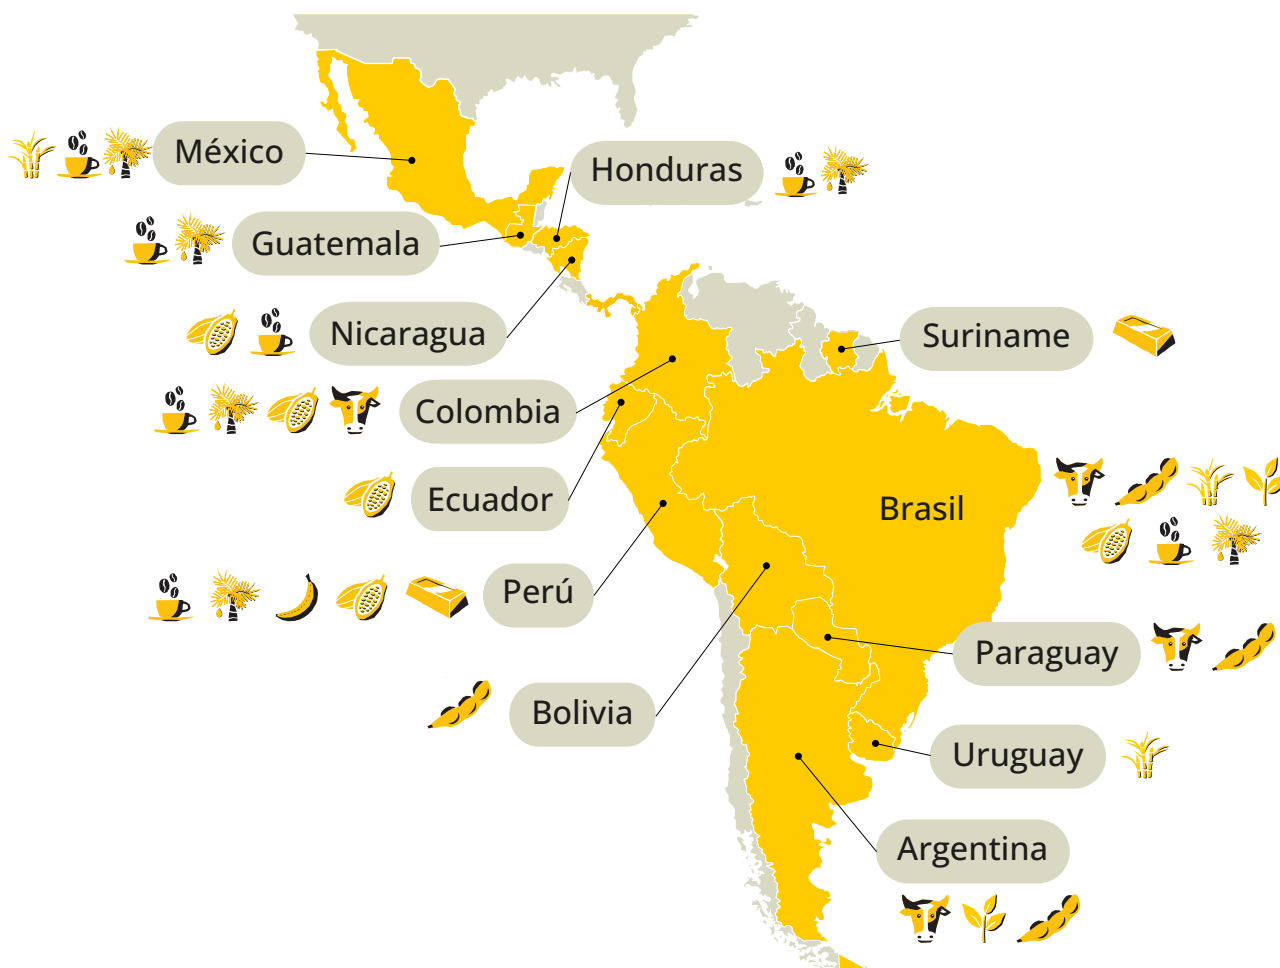 México
Honduras
Guatemala
Nicaragua
Suriname
Colombia
Ecuador
Brasil
Perú
Paraguay
Bolivia
Uruguay
Argentina